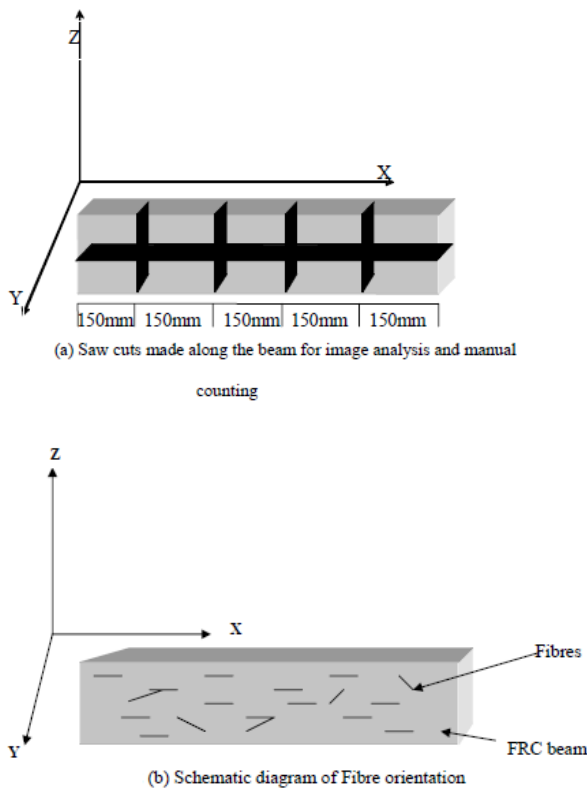 Z
X
Y
150mm 150mm 150mm 150mm 150mm
(a) Saw cuts made along the beam for image analysis and manual
counting
Z
X
Fibres
Y
FRC beam
(b) Schematic diagram of Fibre orientation